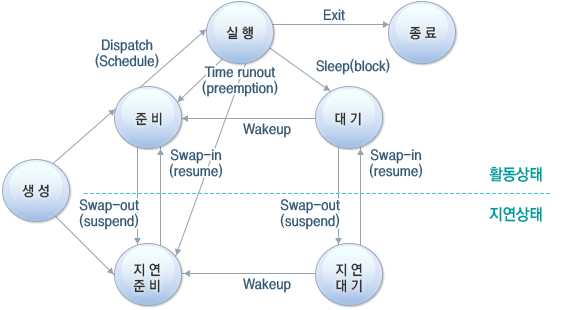 Exit
실 행
종 료
Dispatch
(Schedule)
Time runout
(preemption)
Sleep(block)
준 비
대 기
Wakeup
Swap-in
(resume)
Swap-in
(resume)
활동상태
생 성
Swap-out
(suspend)
Swap-out
(suspend)
지연상태
지 연
준 비
Wakeup
지 연
대 기